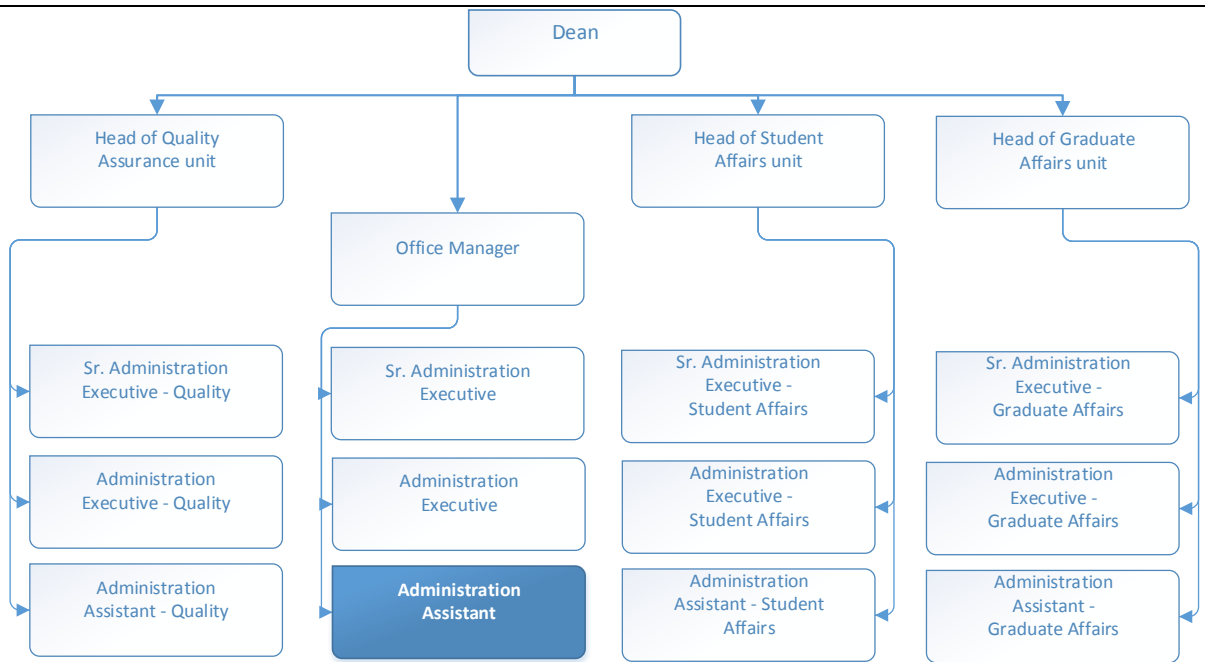 Dean
Head of Quality
Assurance unit
Head of Student
Affairs unit
Head of Graduate
Affairs unit
Office Manager
Sr. Administration
Executive - Quality
Sr. Administration
Executive
Sr. Administration
Executive -
Student Affairs
Sr. Administration
Executive -
Graduate Affairs
Administration
Executive - Quality
Administration
Executive
Administration
Executive -
Student Affairs
Administration
Executive -
Graduate Affairs
Administration
Assistant - Quality
Administration
Assistant
Administration
Assistant - Student
Affairs
Administration
Assistant -
Graduate Affairs